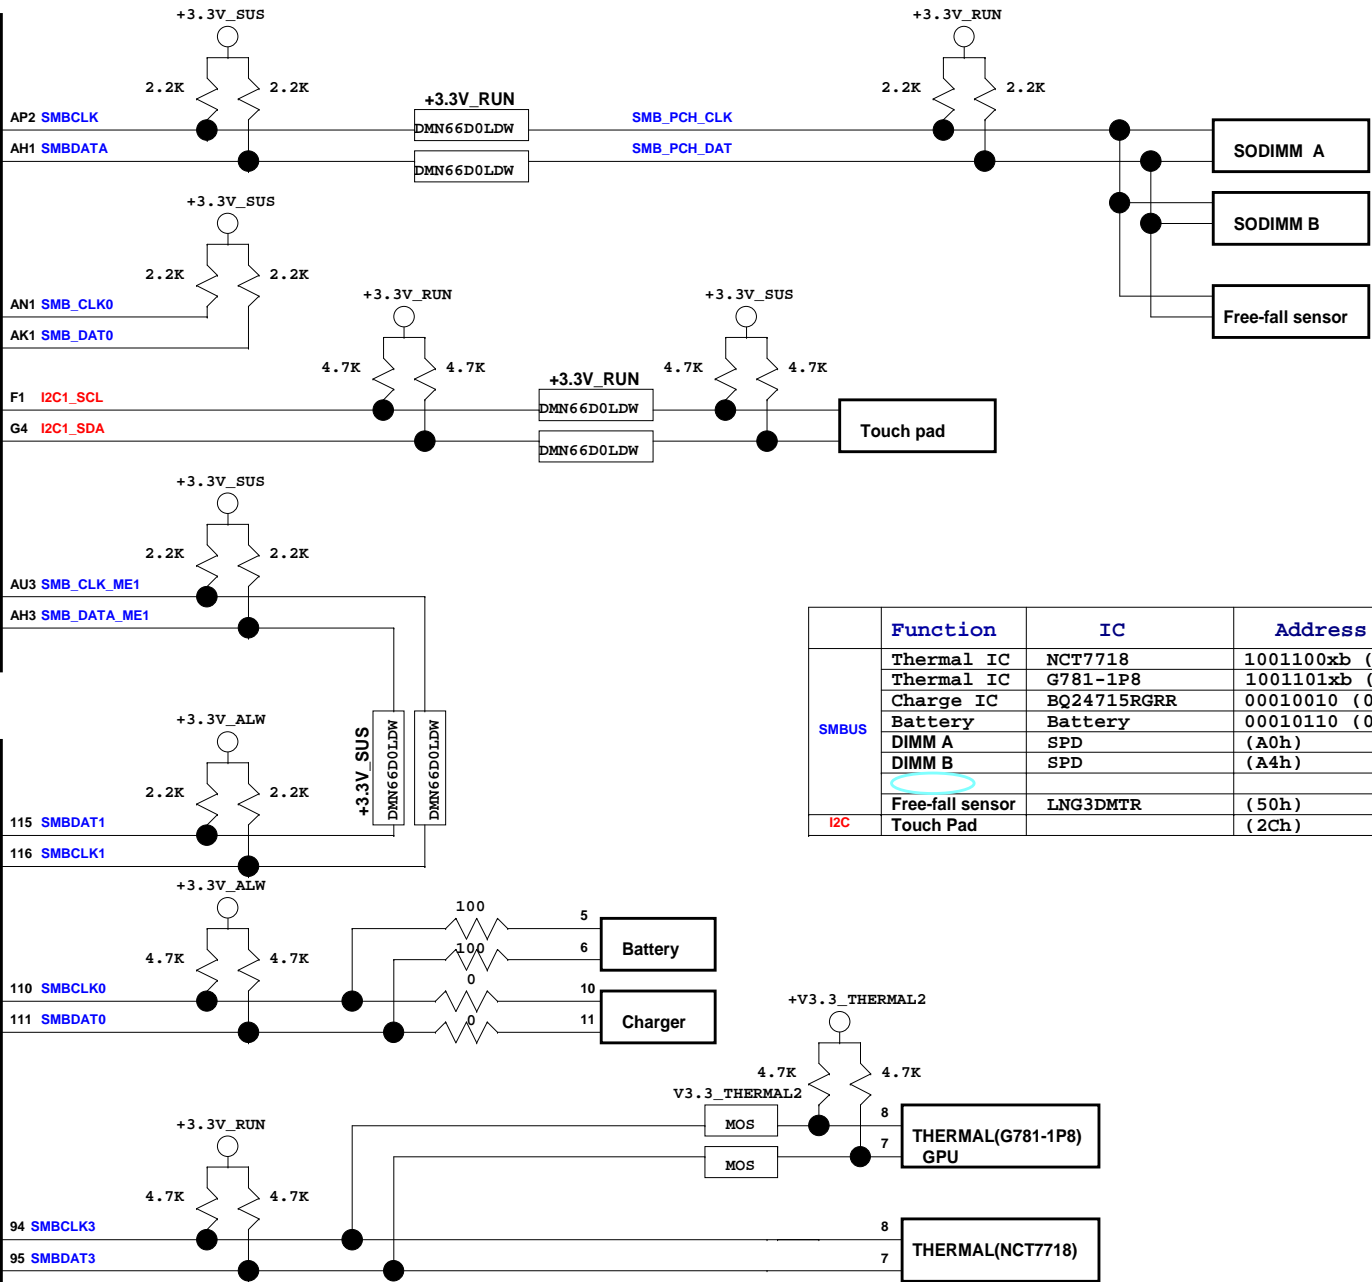 +3.3V_SUS
+3.3V_RUN
2.2K 2.2K
2.2K 2.2K
+3.3V_RUN
AP2 SMBCLK
DMN66D0LDW
SMB_PCH_CLK
AH1 SMBDATA
DMN66D0LDW
SMB_PCH_DAT
SODIMM A
+3.3V_SUS
SODIMM B
2.2K 2.2K
AN1 SMB_CLK0
AK1 SMB_DAT0
+3.3V_RUN
+3.3V_SUS
Free-fall sensor
4.7K 4.7K
4.7K 4.7K
+3.3V_RUN
F1 I2C1_SCL
DMN66D0LDW
G4 I2C1_SDA
DMN66D0LDW
Touch pad
+3.3V_SUS
2.2K 2.2K
AU3 SMB_CLK_ME1
AH3 SMB_DATA_ME1
Function IC Address
SMBUS
Thermal IC NCT7718 1001100xb (
Thermal IC G781-1P8 1001101xb (
Charge IC BQ24715RGRR 00010010 (0
Battery Battery 00010110 (0
DIMM A SPD (A0h)
DIMM B SPD (A4h)
Free-fall sensor LNG3DMTR (50h)
I2C Touch Pad (2Ch)
+3.3V_ALW
+3.3V_SUS
DMN66D0LDW
DMN66D0LDW
2.2K 2.2K
115 SMBDAT1
116 SMBCLK1
+3.3V_ALW
4.7K 4.7K
100 5
100 6
Battery
110 SMBCLK0
0 10
111 SMBDAT0
0 11
Charger
+V3.3_THERMAL2
4.7K 4.7K
V3.3_THERMAL2
MOS 8
MOS 7
THERMAL(G781-1P8)
GPU
+3.3V_RUN
4.7K 4.7K
94 SMBCLK3 8
95 SMBDAT3 7
THERMAL(NCT7718)